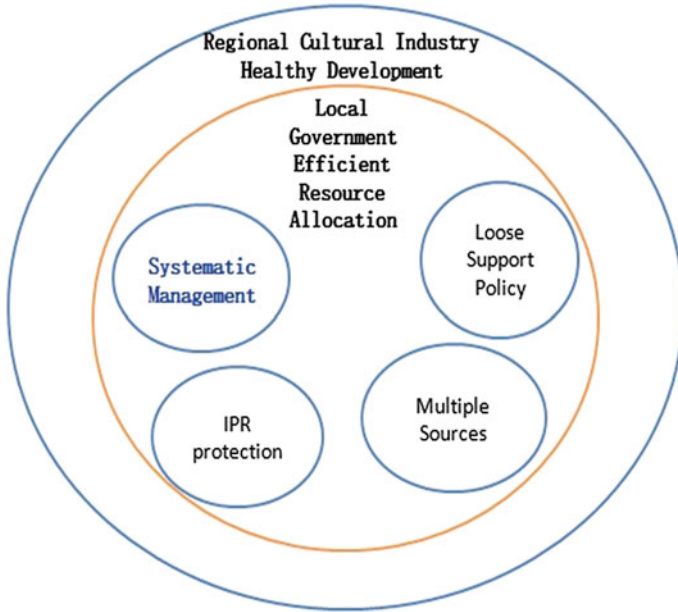 Regional Cultural Industry
Healthy Development
Local
Government
Efficient
Resource
Allocation
Systematic
Management
Loose
Support
Policy
IPR
protection
Multiple
Sources